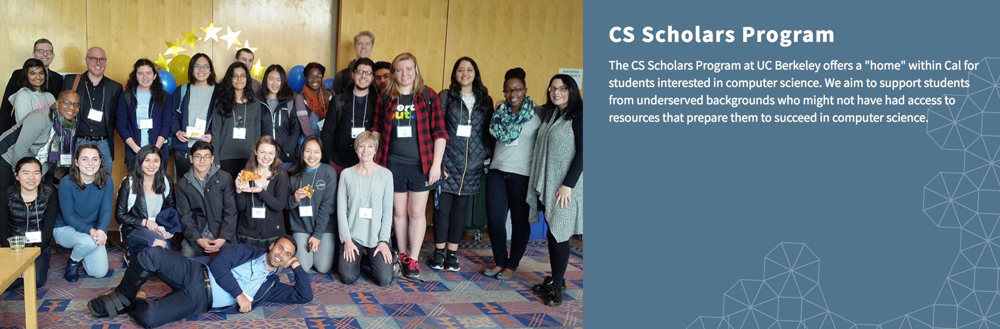 CS Scholars Program
The CS Scholars Program at UC Berkeley offers a "home" within Cal for
students interested in computer science. We aim to support students
from underserved backgrounds who might not have had access to
resources that prepare them to succeed in computer science.
MAXIMUM